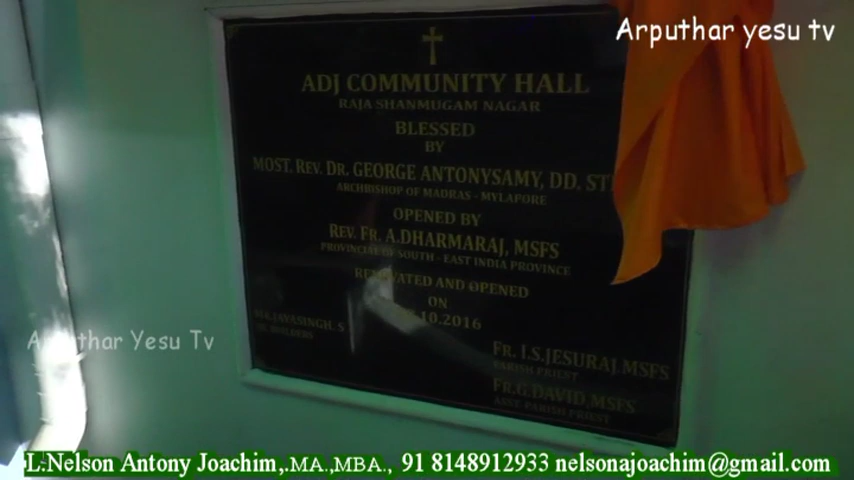 Arputhar yesu tv
ADJ COMMUNITY HALL
RAJA SHANMUGAM NAGAR
BLESSED
BY
MOST. REV. DR. GEORGE ANTONYSAMY, DD.
ARCHBISHOP OF MADRAS - MYLAPORE
OPENED BY
REV. FR. A.DHARMARAJ, MSFS
PROVINCIAL OF SOUTH - EAST INDIA PROVINCE
RENOVATED AND OPENED
ON
.10.2016
JAYASINGH. S
BUILDERS
FR. I.S.JESURAJ.MSFS
PARISH PRIEST
FR.G.DAVID.MSFS
ASST PARISH PRIEST
Arputhar Yesu Tv
L.Nelson Antony Joachim,.MA.,MBA., 91 8148912933 nelsonajoachim@gmail.com